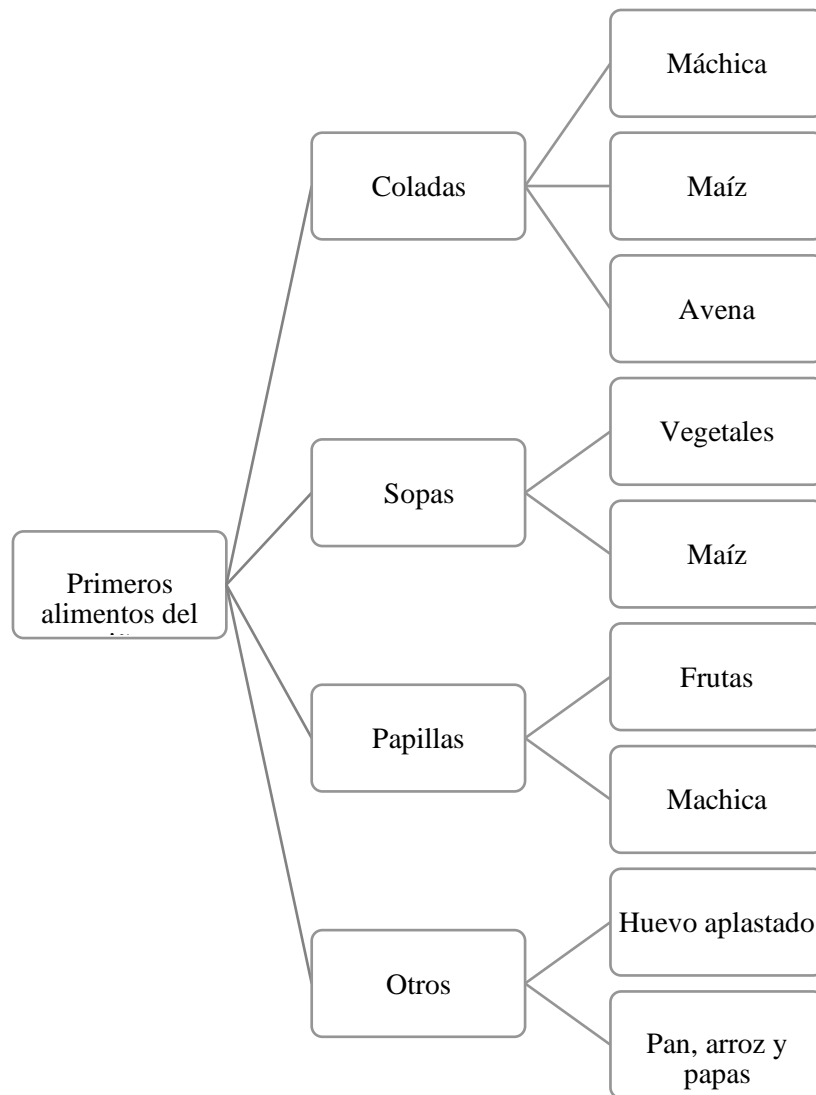 Primeros
alimentos del
Coladas
Máchica
Maíz
Avena
Sopas
Vegetales
Maíz
Papillas
Frutas
Machica
Otros
Huevo aplastado
Pan, arroz y
papas